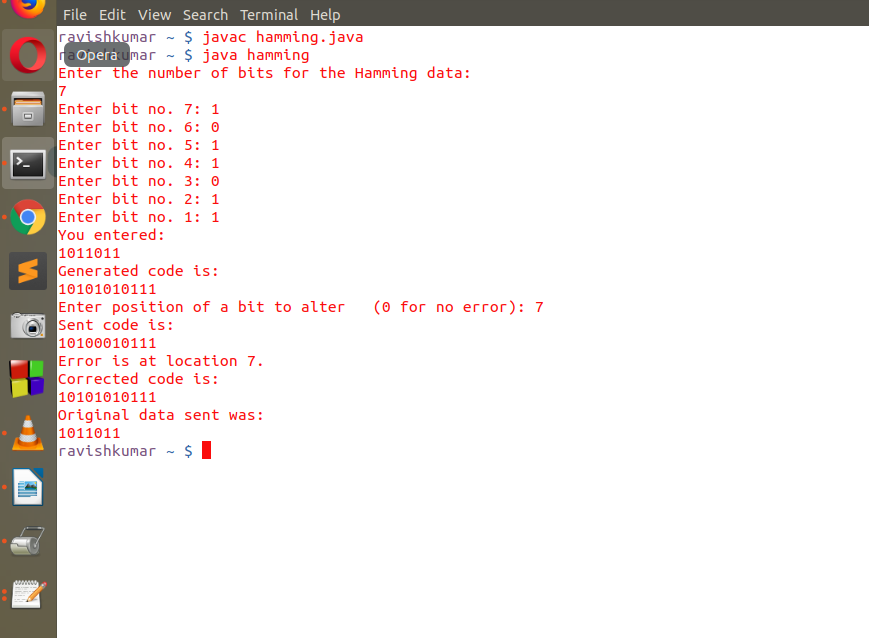 File Edit View Search Terminal Help
ravishkumar ~ $ javac hamming.java
Opera
ravishkumar ~ $ java hamming
Enter the number of bits for the Hamming data:
7
Enter bit no. 7: 1
Enter bit no. 6: 0
Enter bit no. 5: 1
Enter bit no. 4: 1
Enter bit no. 3: 0
Enter bit no. 2: 1
Enter bit no. 1: 1
You entered:
1011011
Generated code is:
10101010111
Enter position of a bit to alter   (0 for no error): 7
Sent code is:
10100010111
Error is at location 7.
Corrected code is:
10101010111
Original data sent was:
1011011
ravishkumar ~ $